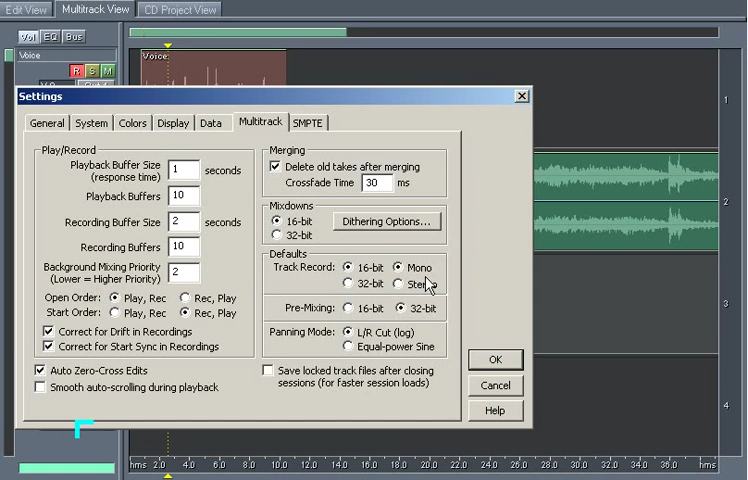 Edit View Multitrack View CD Project View
Vol EQ Bus
Voice
R S M
Voice
Settings
General System Colors Display Data Multitrack SMPTE
Play/Record
Playback Buffer Size (response time) 1 seconds
Playback Buffers 10
Recording Buffer Size 2 seconds
Recording Buffers 10
Background Mixing Priority (Lower = Higher Priority) 2
Open Order: Play, Rec Rec, Play
Start Order: Play, Rec Rec, Play
Correct for Drift in Recordings
Correct for Start Sync in Recordings
Auto Zero-Cross Edits
Smooth auto-scrolling during playback
Merging
Delete old takes after merging
Crossfade Time 30 ms
Mixdowns
16-bit Dithering Options...
32-bit
Defaults
Track Record: 16-bit Mono
32-bit
Pre-Mixing: 16-bit 32-bit
Panning Mode: L/R Cut (log)
Equal-power Sine
Save locked track files after closing
sessions (for faster session loads)
OK
Cancel
Help
1
2
3
4
hms 2.0 4.0 6.0 8.0 10.0 12.0 14.0 16.0 18.0 20.0 22.0 24.0 26.0 28.0 30.0 32.0 34.0 36.0 hms